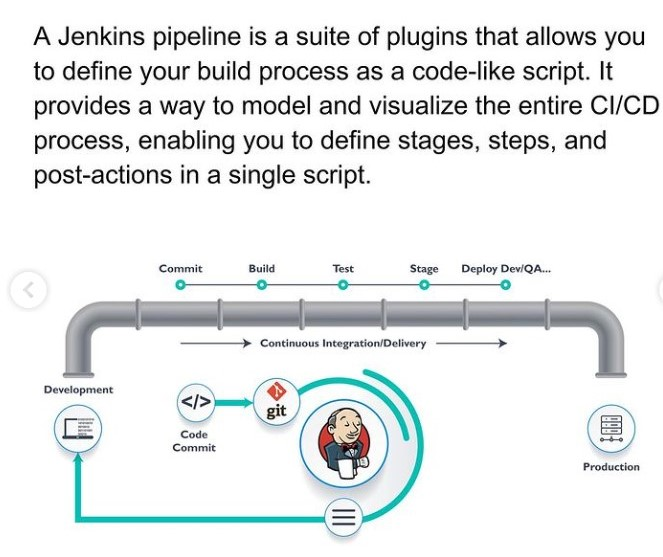 A Jenkins pipeline is a suite of plugins that allows you
to define your build process as a code-like script. It
provides a way to model and visualize the entire CI/CD
process, enabling you to define stages, steps, and
post-actions in a single script.
Commit Build Test Stage Deploy Dev/QA...
Continuous Integration/Delivery
Development
</>
git
Code
Commit
Production